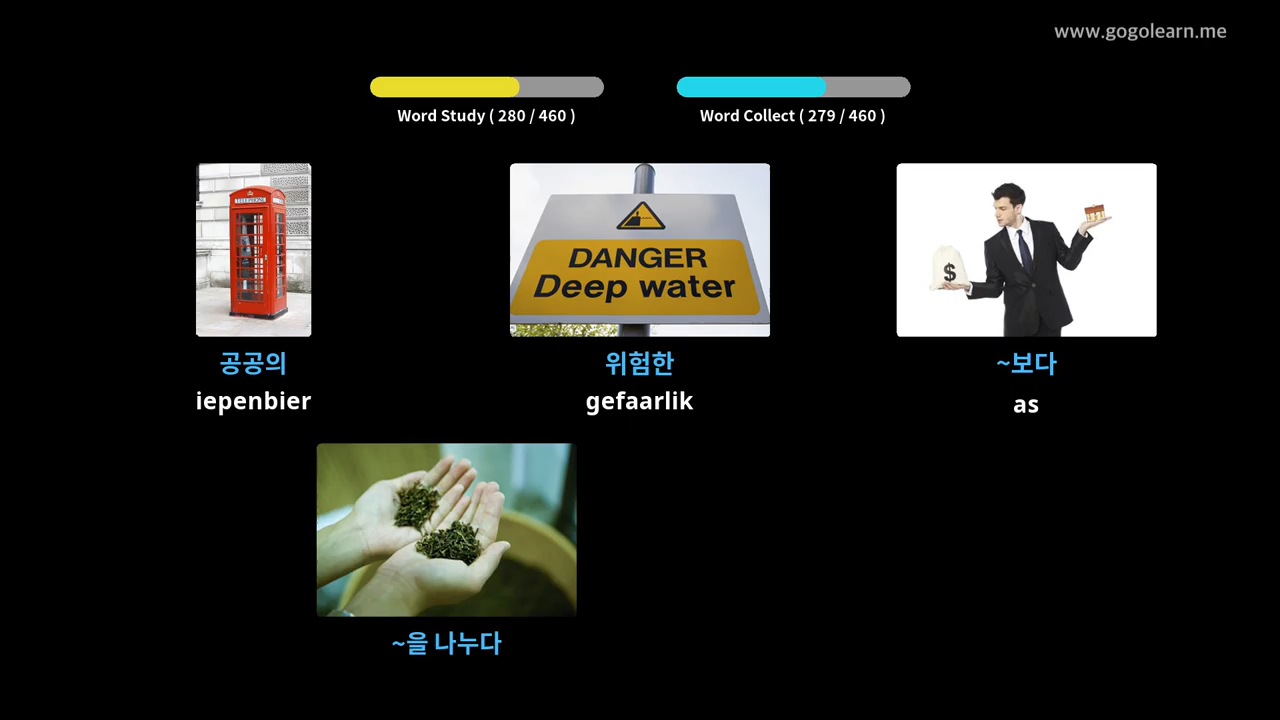 www.gogolearn.me
Word Study ( 280 / 460 )
Word Collect ( 279 / 460 )
TELEPHONE
DANGER
Deep water
$
공공의
위험한
~보다
iepenbier
gefaarlik
as
~을 나누다